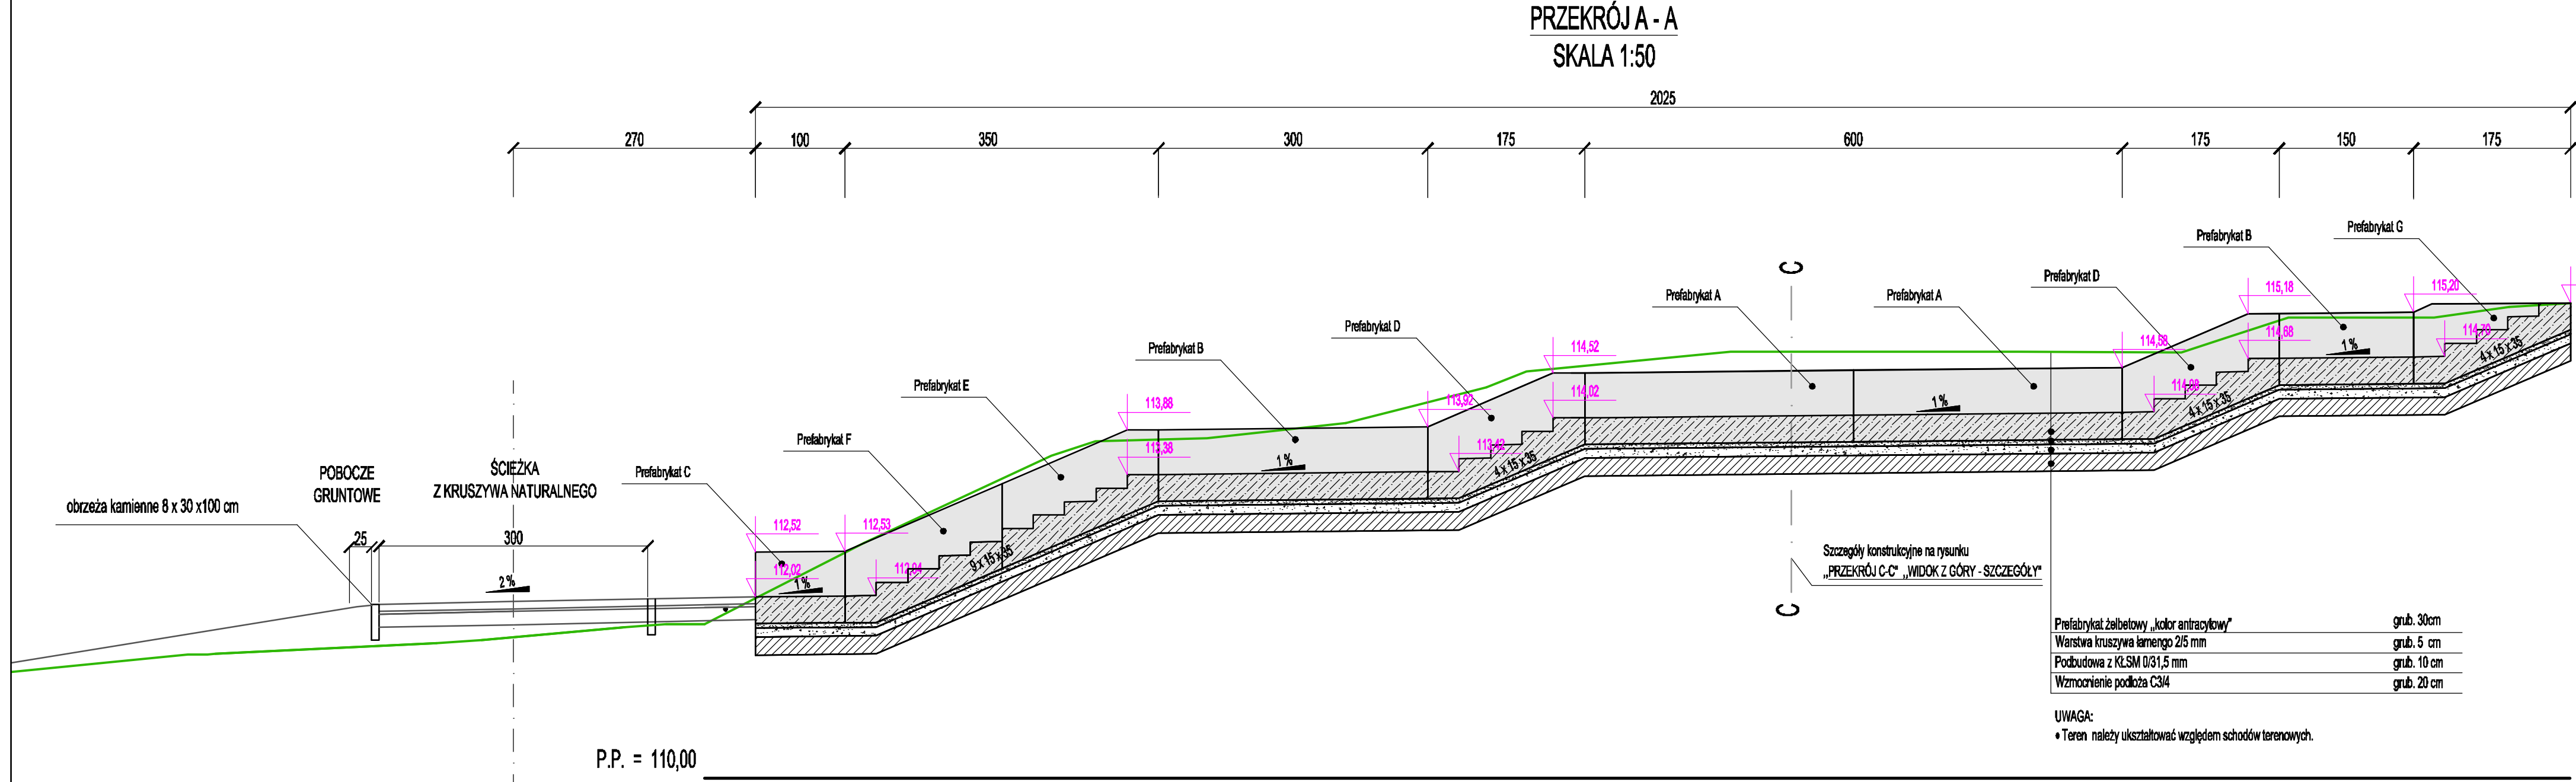 PRZEKRÓJ A - A
SKALA 1:50
2025
270
100
350
300
175
600
175
150
175
Prefabrykat G
Prefabrykat B
Prefabrykat D
Prefabrykat A
Prefabrykat A
Prefabrykat D
Prefabrykat B
Prefabrykat E
Prefabrykat F
Prefabrykat C
C
C
115,18
115,20
114,68
114,70
114,58
114,52
114,02
113,92
113,88
113,42
113,38
112,52
112,53
112,02
1 %
1 %
1 %
1 %
2 %
4 x 15 x 35
4 x 15 x 35
4 x 15 x 35
9 x 15 x 35
POBOCZE
GRUNTOWE
ŚCIEŻKA
Z KRUSZYWA NATURALNEGO
obrzeża kamienne 8 x 30 x100 cm
25
300
Szczegóły konstrukcyjne na rysunku
,,PRZEKRÓJ C-C" ,,WIDOK Z GÓRY - SZCZEGÓŁY"
Prefabrykat żelbetowy ,,kolor antracytowy" grub. 30cm
Warstwa kruszywa łamengo 2/5 mm grub. 5 cm
Podbudowa z KŁSM 0/31,5 mm grub. 10 cm
Wzmocnienie podłoża C3/4 grub. 20 cm
UWAGA:
• Teren należy ukształtować względem schodów terenowych.
P.P. = 110,00